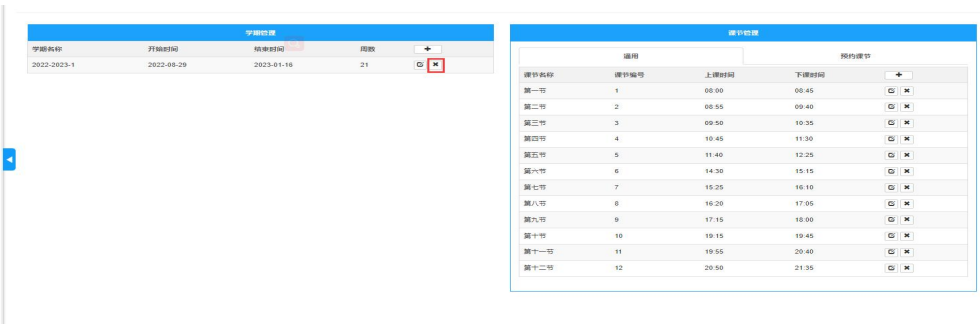 学期管理
学期名称 开始时间 结束时间 周数
2022-2023-1 2022-08-29 2023-01-16 21
课节管理
通用 预约课节
课节名称 课节编号 上课时间 下课时间
第一节 1 08:00 08:45
第二节 2 08:55 09:40
第三节 3 09:50 10:35
第四节 4 10:45 11:30
第五节 5 11:40 12:25
第六节 6 14:30 15:15
第七节 7 15:25 16:10
第八节 8 16:20 17:05
第九节 9 17:15 18:00
第十节 10 19:15 19:45
第十一节 11 19:55 20:40
第十二节 12 20:50 21:35